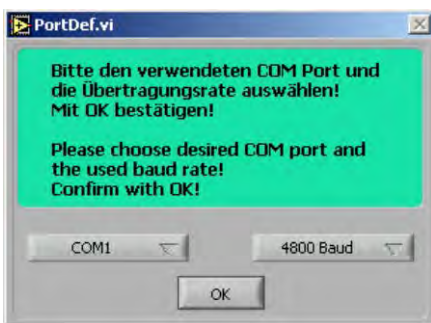 PortDef.vi
Bitte den verwendeten COM Port und
die Übertragungsrate auswählen!
Mit OK bestätigen!
Please choose desired COM port and
the used baud rate!
Confirm with OK!
COM1 4800 Baud
OK